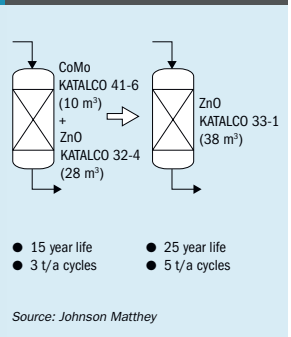 CoMo
KATALCO 41-6
(10 m³)
+
ZnO
KATALCO 32-4
(28 m³)
ZnO
KATALCO 33-1
(38 m³)
● 15 year life
● 3 t/a cycles
● 25 year life
● 5 t/a cycles
Source: Johnson Matthey